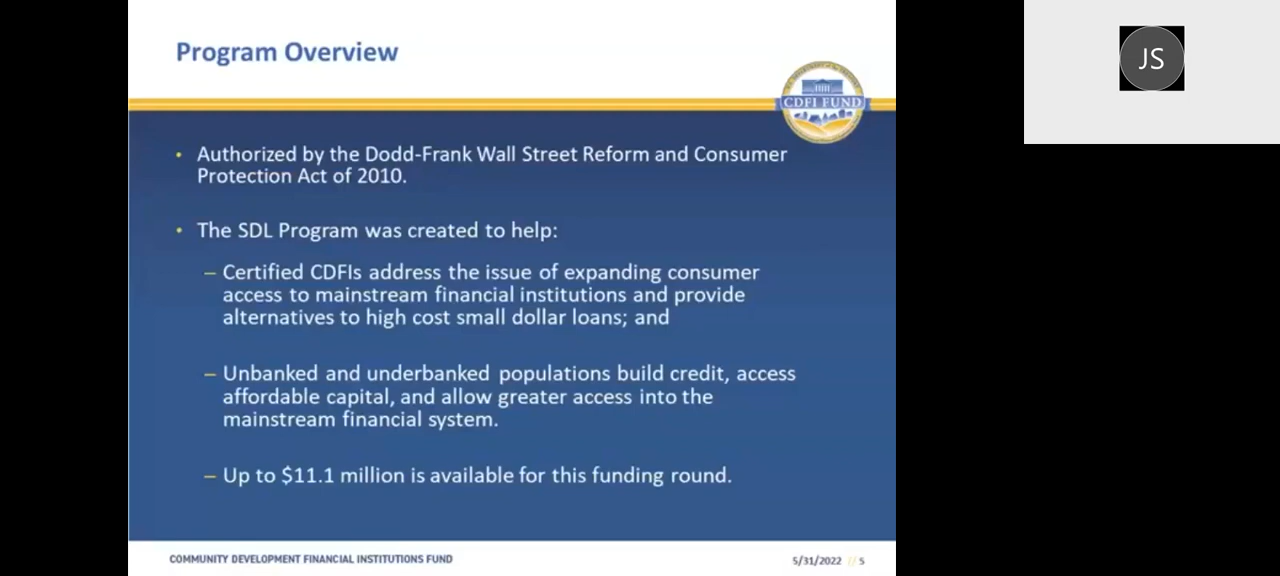 Program Overview
JS
CDFI FUND
• Authorized by the Dodd-Frank Wall Street Reform and Consumer
Protection Act of 2010.
• The SDL Program was created to help:
– Certified CDFIs address the issue of expanding consumer
access to mainstream financial institutions and provide
alternatives to high cost small dollar loans; and
– Unbanked and underbanked populations build credit, access
affordable capital, and allow greater access into the
mainstream financial system.
– Up to $11.1 million is available for this funding round.
COMMUNITY DEVELOPMENT FINANCIAL INSTITUTIONS FUND
5/31/2022 // 5